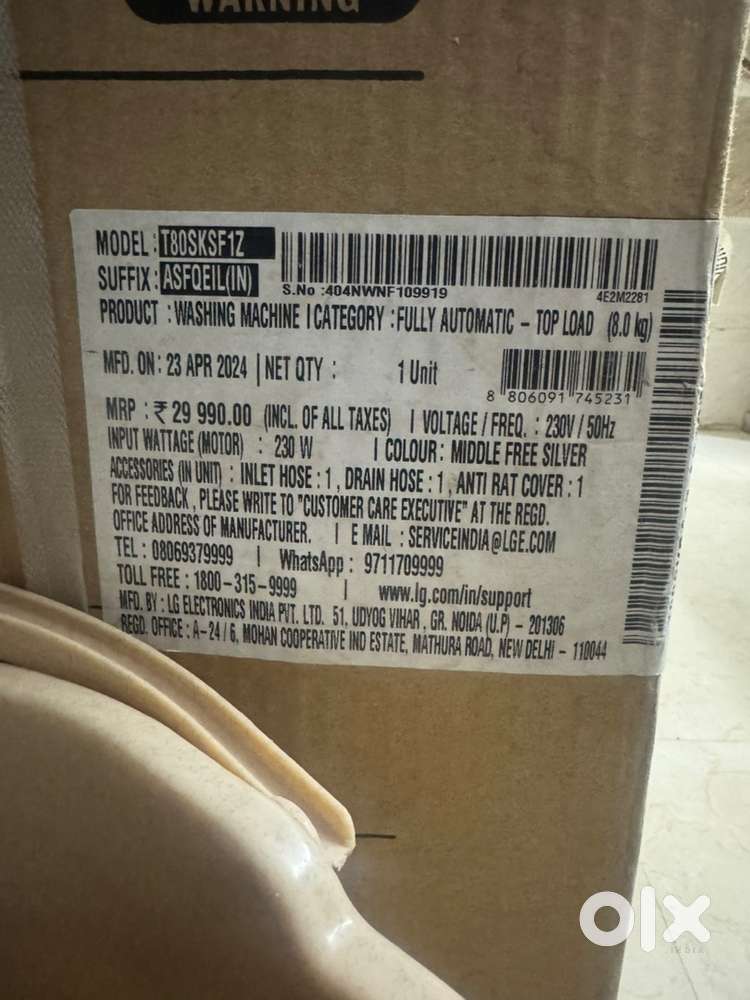 WARNING
MODEL : T80SKSF1Z
SUFFIX : ASFQEIL(IN)
S.No :404NWNF109919
4E2M2281
PRODUCT : WASHING MACHINE | CATEGORY : FULLY AUTOMATIC – TOP LOAD (8.0 kg)
MFD. ON : 23 APR 2024 | NET QTY : 1 Unit
8 806091 745231
MRP : ₹ 29 990.00 (INCL. OF ALL TAXES) | VOLTAGE / FREQ. : 230V / 50Hz
INPUT WATTAGE (MOTOR) : 230 W | COLOUR : MIDDLE FREE SILVER
ACCESSORIES (IN UNIT) : INLET HOSE : 1 , DRAIN HOSE : 1 , ANTI RAT COVER : 1
FOR FEEDBACK , PLEASE WRITE TO "CUSTOMER CARE EXECUTIVE" AT THE REGD.
OFFICE ADDRESS OF MANUFACTURER. | E MAIL : SERVICEINDIA@LGE.COM
TEL : 08069379999 | WhatsApp : 9711709999
TOLL FREE : 1800-315-9999 | www.lg.com/in/support
MFD. BY : LG ELECTRONICS INDIA PVT. LTD. 51, UDYOG VIHAR , GR. NOIDA (U.P) – 201306
REGD. OFFICE : A-24 / 6, MOHAN COOPERATIVE IND ESTATE, MATHURA ROAD, NEW DELHI – 110044
olx
INDIA